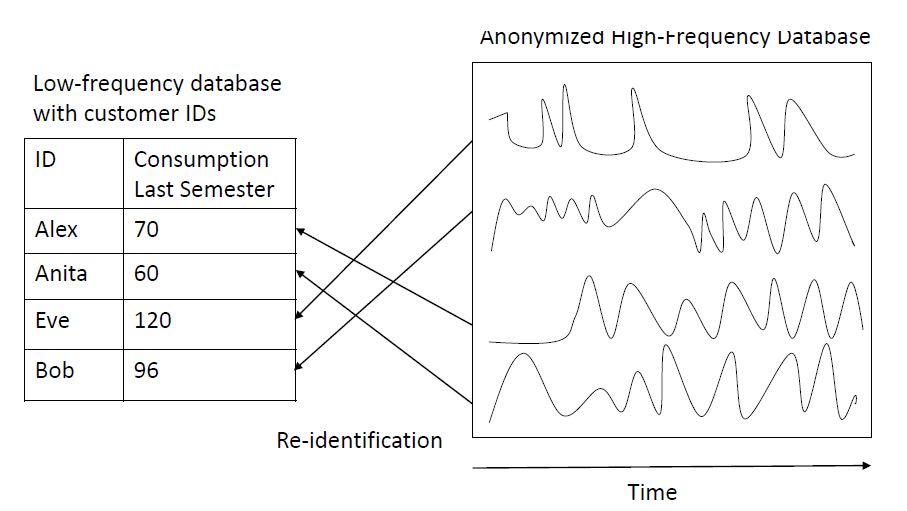 Anonymized High-Frequency Database
Low-frequency database
with customer IDs
ID Consumption
Last Semester
Alex 70
Anita 60
Eve 120
Bob 96
Re-identification
Time